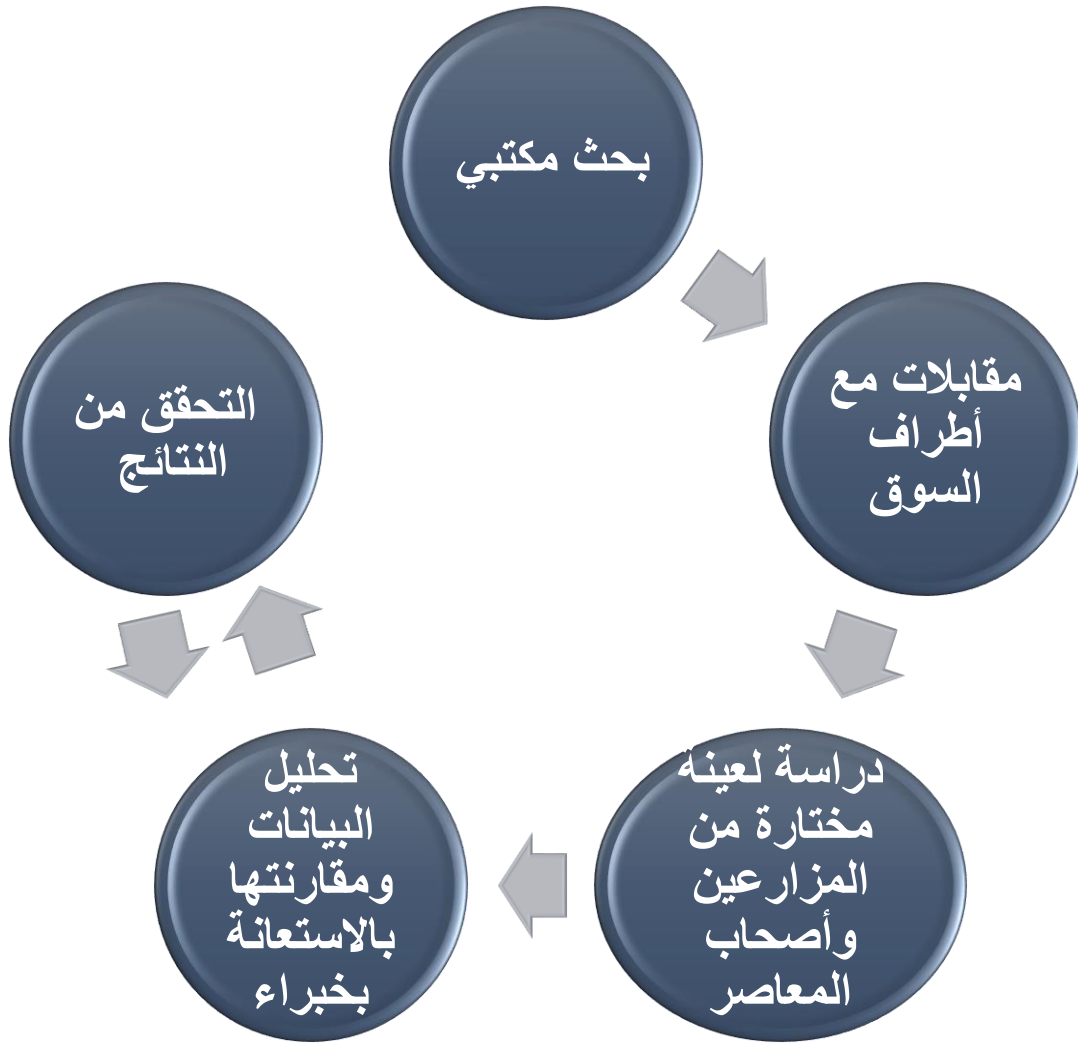 بحث مكتبي
مقابلات مع
أطراف
السوق
دراسة لعينة
مختارة من
المزارعين
وأصحاب
المعاصر
تحليل
البيانات
ومقارنتها
بالاستعانة
بخبراء
التحقق من
النتائج